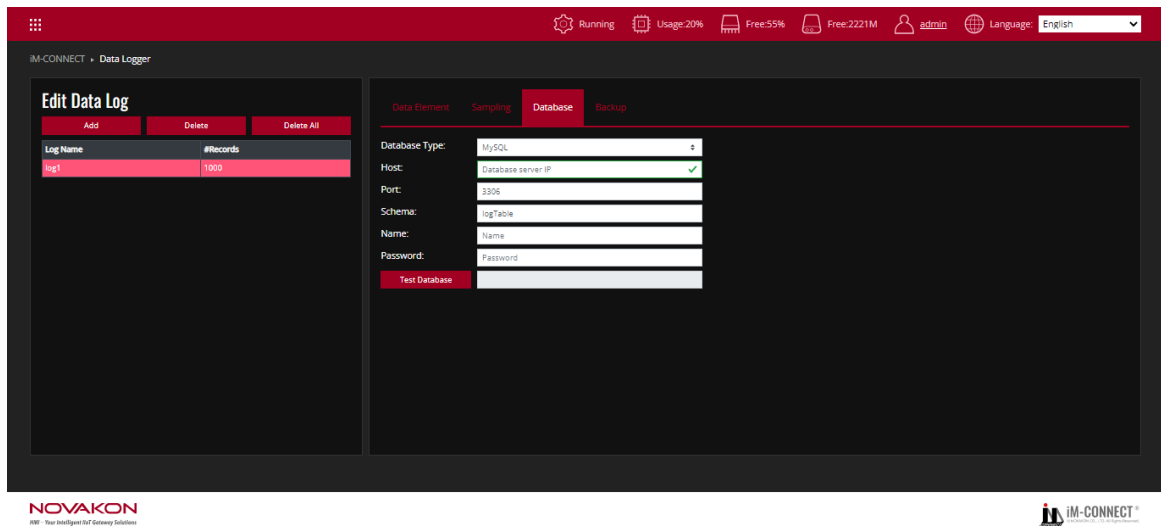 Running Usage:20% Free:55% Free:2221M admin Language: English
iM-CONNECT ▸ Data Logger
Edit Data Log
Add Delete Delete All
Log Name #Records
log1 1000
Data Element Sampling Database Backup
Database Type: MySQL
Host: Database server IP
Port: 3306
Schema: logTable
Name: Name
Password: Password
Test Database
NOVAKON
HMI - Your Intelligent IIoT Gateway Solutions
iM-CONNECT®